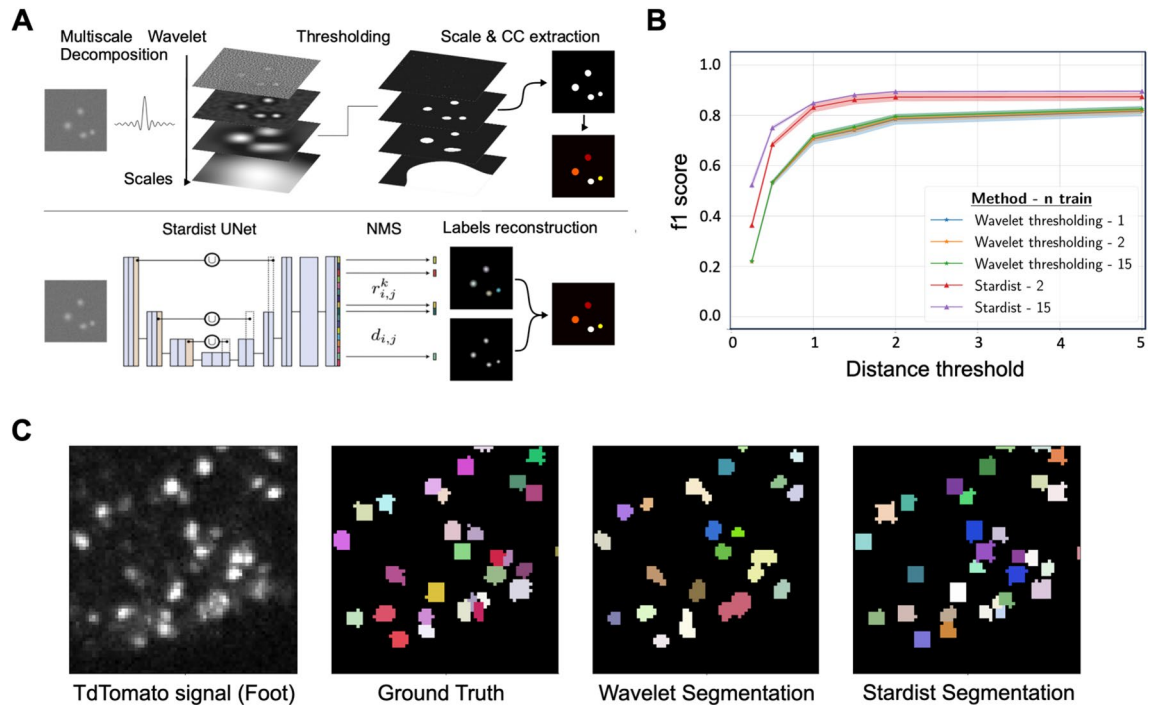 A
Multiscale Wavelet
Decomposition
Thresholding
Scale & CC extraction
Scales
Stardist UNet
NMS
Labels reconstruction
U
U
U
r^k_{i,j}
d_{i,j}
B
1.0
0.8
0.6
0.4
0.2
0.0
f1 score
0 1 2 3 4 5
Distance threshold
Method - n train
Wavelet thresholding - 1
Wavelet thresholding - 2
Wavelet thresholding - 15
Stardist - 2
Stardist - 15
C
TdTomato signal (Foot)
Ground Truth
Wavelet Segmentation
Stardist Segmentation